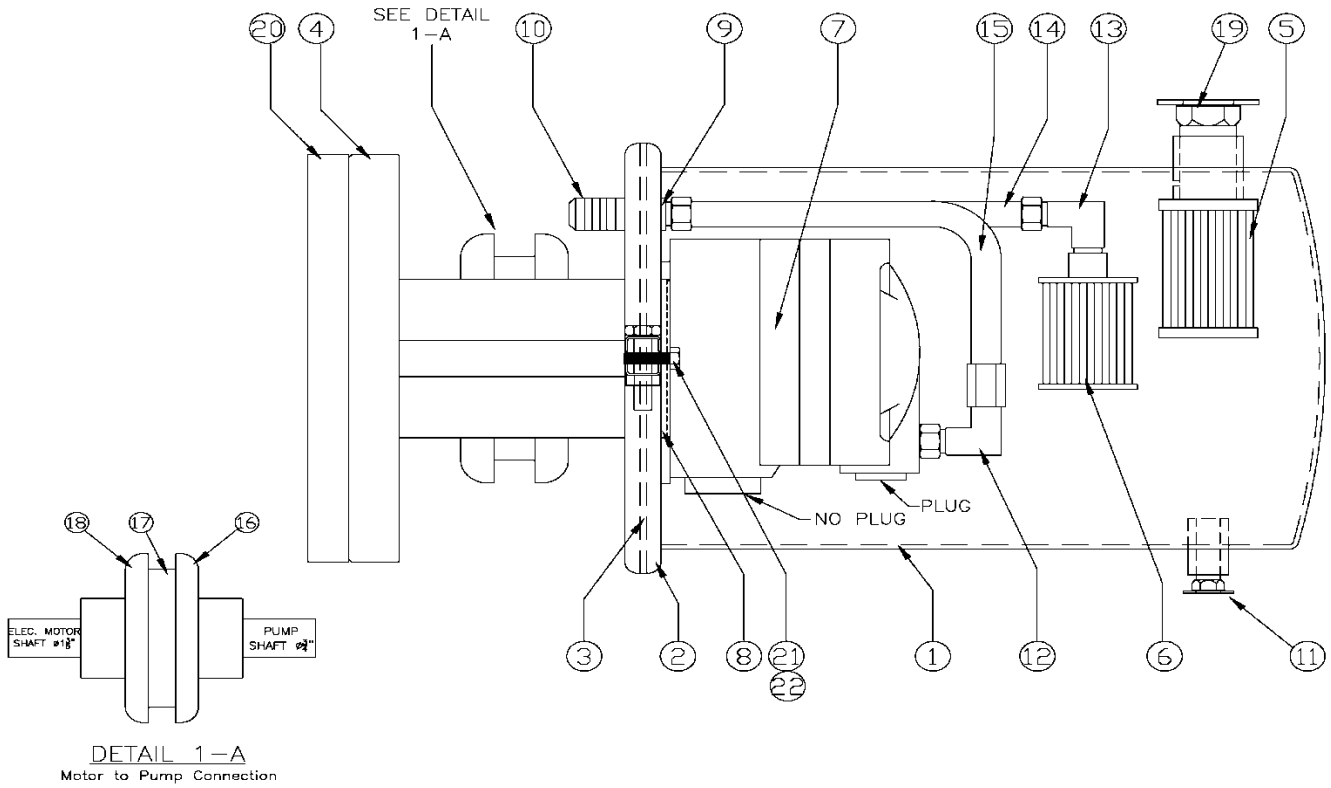 20
4
SEE DETAIL
1-A
10
9
7
15
14
13
19
5
NO PLUG
PLUG
18
17
16
ELEC. MOTOR
SHAFT ø1 3/8"
PUMP
SHAFT ø3/4"
3
2
8
21
22
1
12
6
11
DETAIL 1-A
Motor to Pump Connection